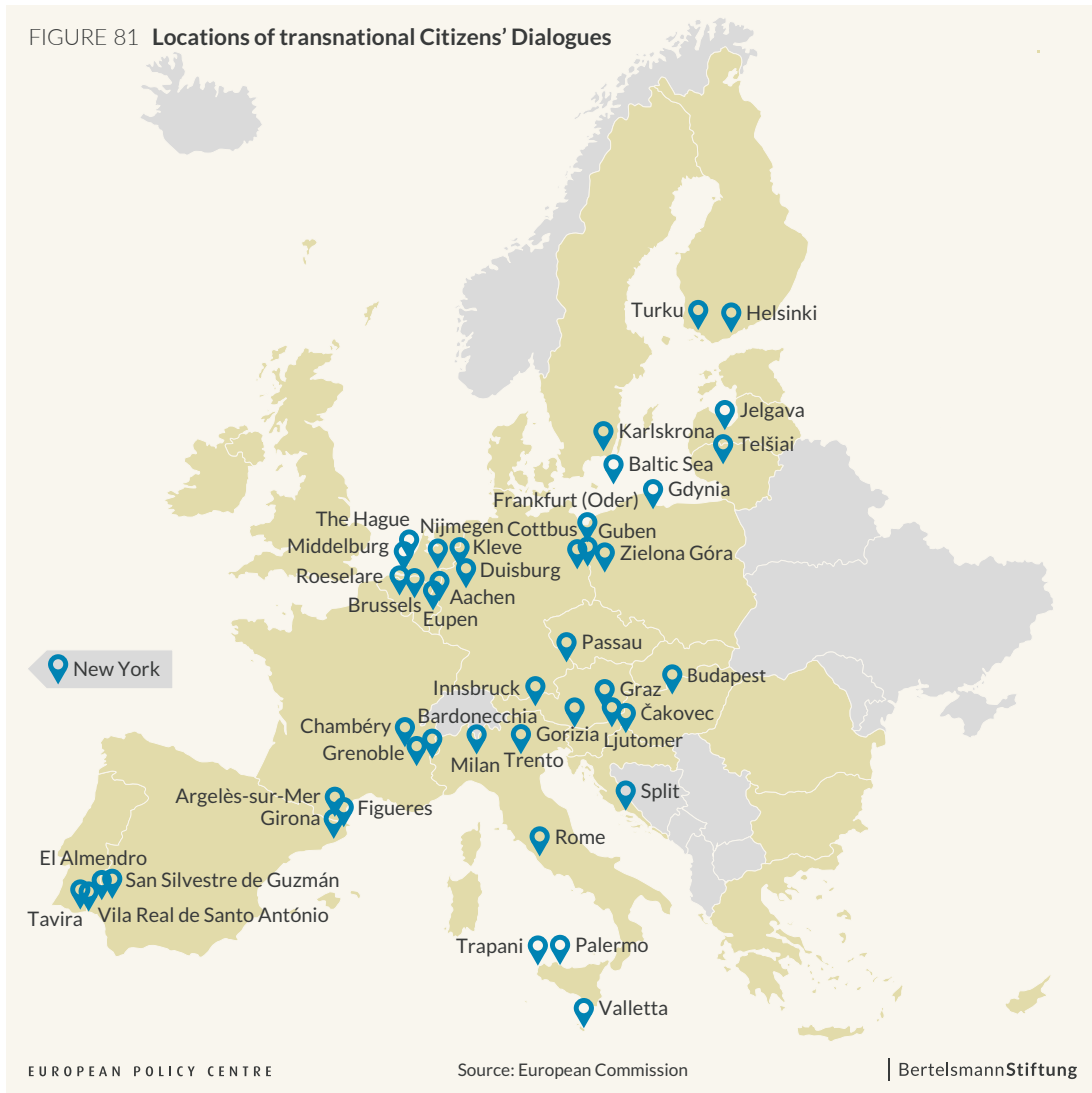 FIGURE 81 Locations of transnational Citizens' Dialogues
Turku
Helsinki
Jelgava
Karlskrona
Telšiai
Baltic Sea
Gdynia
Frankfurt (Oder)
The Hague
Nijmegen
Cottbus
Guben
Middelburg
Kleve
Zielona Góra
Roeselare
Duisburg
Brussels
Aachen
Eupen
Passau
New York
Innsbruck
Graz
Budapest
Chambéry
Bardonecchia
Gorizia
Čakovec
Grenoble
Ljutomer
Milan
Trento
Argelès-sur-Mer
Split
Figueres
Girona
Rome
El Almendro
San Silvestre de Guzmán
Tavira
Vila Real de Santo António
Trapani
Palermo
Valletta
EUROPEAN POLICY CENTRE
Source: European Commission
BertelsmannStiftung